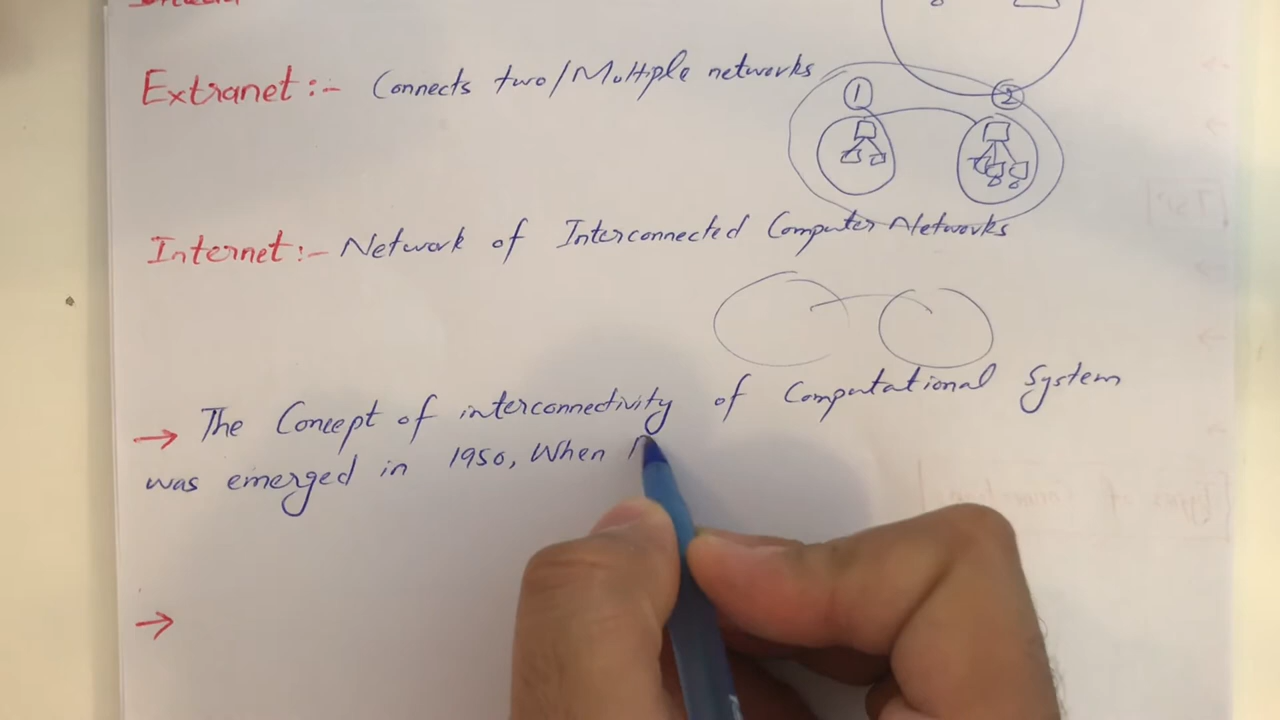 Extranet :- Connects two/Multiple networks
1 2
Internet :- Network of Interconnected Computer Networks
→ The Concept of interconnectivity of Computational System
was emerged in 1950, When
→